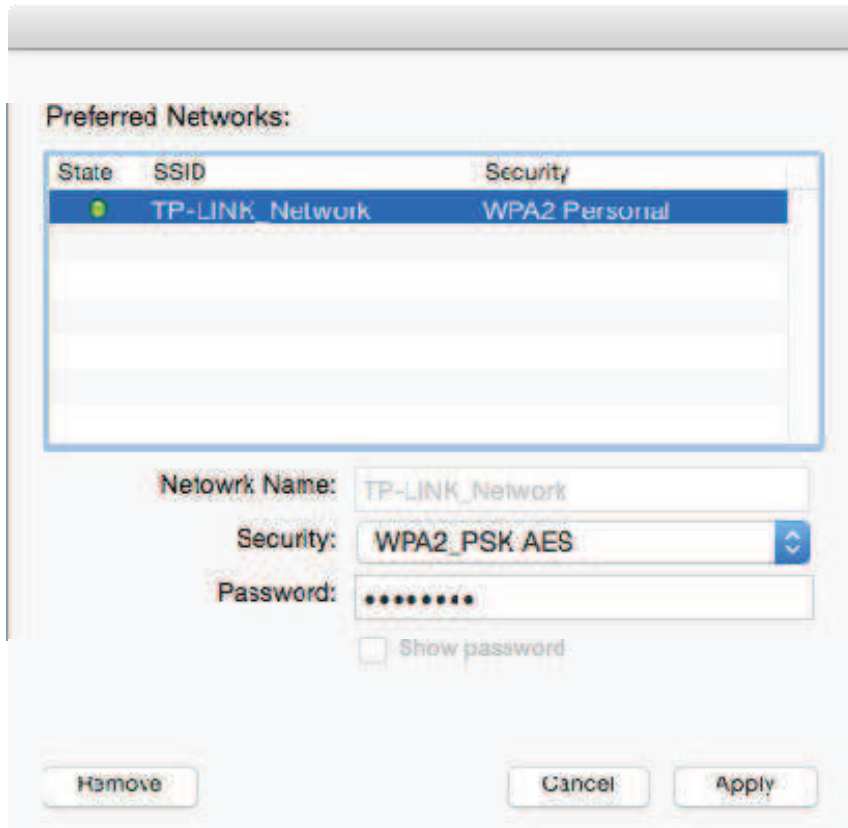 Preferred Networks:
State SSID Security
TP-LINK_Network WPA2 Personal
Netowrk Name: TP-LINK_Network
Security: WPA2_PSK AES
Password: ••••••••
Show password
Remove Cancel Apply